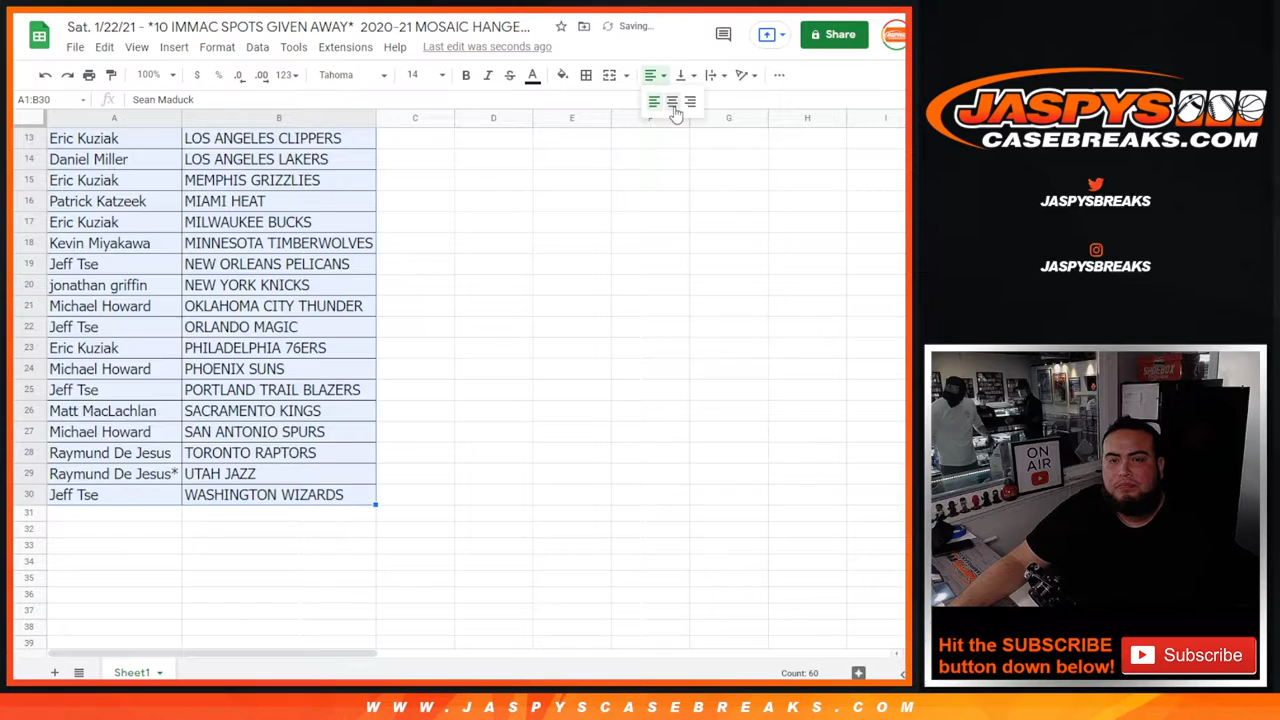 Sat. 1/22/21 - *10 IMMAC SPOTS GIVEN AWAY* 2020-21 MOSAIC HANGE...
Saving...
Share
File Edit View Insert Format Data Tools Extensions Help Last edit was seconds ago
100% $ % .0 .00 123 Tahoma 14 B I S A
A1:B30 fx Sean Maduck
A B C D E F G H I
13 Eric Kuziak LOS ANGELES CLIPPERS
14 Daniel Miller LOS ANGELES LAKERS
15 Eric Kuziak MEMPHIS GRIZZLIES
16 Patrick Katzeek MIAMI HEAT
17 Eric Kuziak MILWAUKEE BUCKS
18 Kevin Miyakawa MINNESOTA TIMBERWOLVES
19 Jeff Tse NEW ORLEANS PELICANS
20 jonathan griffin NEW YORK KNICKS
21 Michael Howard OKLAHOMA CITY THUNDER
22 Jeff Tse ORLANDO MAGIC
23 Eric Kuziak PHILADELPHIA 76ERS
24 Michael Howard PHOENIX SUNS
25 Jeff Tse PORTLAND TRAIL BLAZERS
26 Matt MacLachlan SACRAMENTO KINGS
27 Michael Howard SAN ANTONIO SPURS
28 Raymund De Jesus TORONTO RAPTORS
29 Raymund De Jesus* UTAH JAZZ
30 Jeff Tse WASHINGTON WIZARDS
31
32
33
34
35
36
37
38
39
Sheet1
Count: 60
JASPYS
CASEBREAKS.COM
JASPYSBREAKS
JASPYSBREAKS
SHOEBOX
ON
AIR
Hit the SUBSCRIBE
button down below!
Subscribe
WWW.JASPYSCASEBREAKS.COM